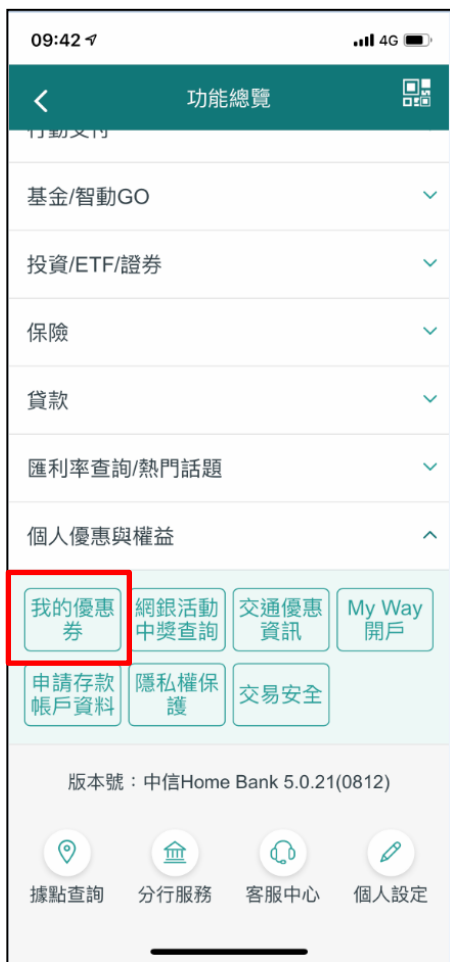 09:42
4G
功能總覽
行動支付
基金/智動GO
投資/ETF/證券
保險
貸款
匯利率查詢/熱門話題
個人優惠與權益
我的優惠
券
網銀活動
中獎查詢
交通優惠
資訊
My Way
開戶
申請存款
帳戶資料
隱私權保
護
交易安全
版本號：中信Home Bank 5.0.21(0812)
據點查詢
分行服務
客服中心
個人設定